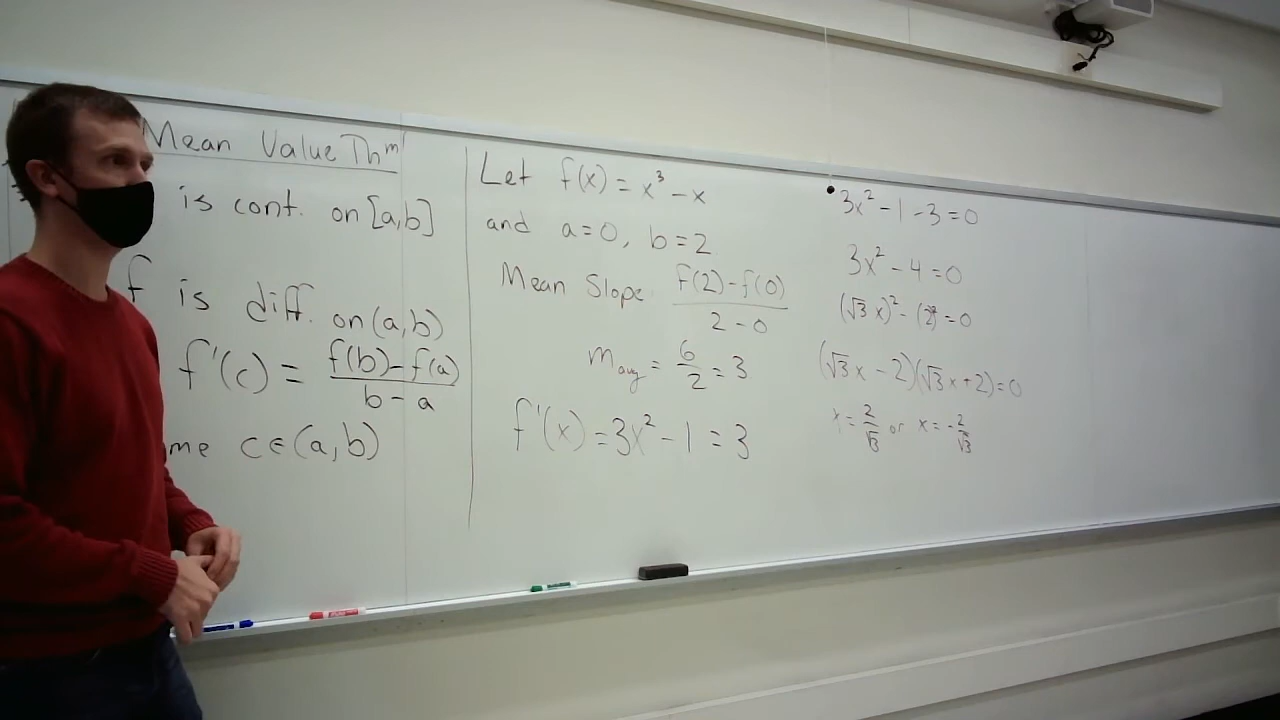 Mean Value Thm
is cont. on [a,b]
f is diff. on (a,b)
f'(c) = f(b)-f(a) / b-a
me c∈(a,b)
Let f(x) = x³ - x
and a=0, b=2
Mean Slope f(2)-f(0) / 2-0
m_avg = 6/2 = 3
f'(x) = 3x² - 1 = 3
3x² - 1 - 3 = 0
3x² - 4 = 0
(√3 x)² - (2)² = 0
(√3 x - 2)(√3 x + 2) = 0
x = 2/√3 or x = -2/√3